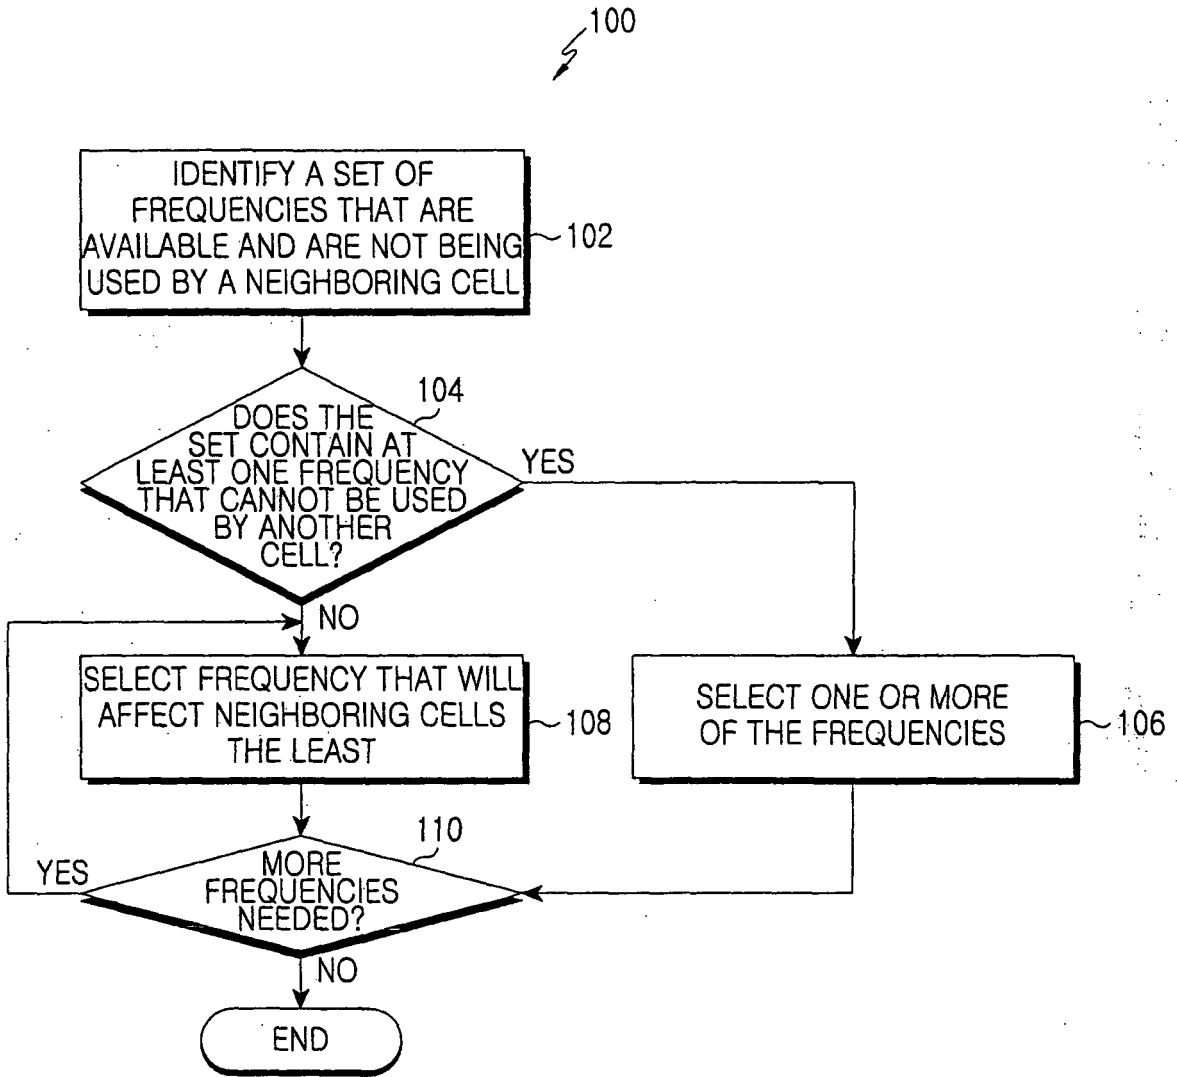 100
IDENTIFY A SET OF
FREQUENCIES THAT ARE
AVAILABLE AND ARE NOT BEING
USED BY A NEIGHBORING CELL
102
104
DOES THE
SET CONTAIN AT
LEAST ONE FREQUENCY
THAT CANNOT BE USED
BY ANOTHER
CELL?
YES
NO
SELECT FREQUENCY THAT WILL
AFFECT NEIGHBORING CELLS
THE LEAST
108
SELECT ONE OR MORE
OF THE FREQUENCIES
106
110
MORE
FREQUENCIES
NEEDED?
YES
NO
END